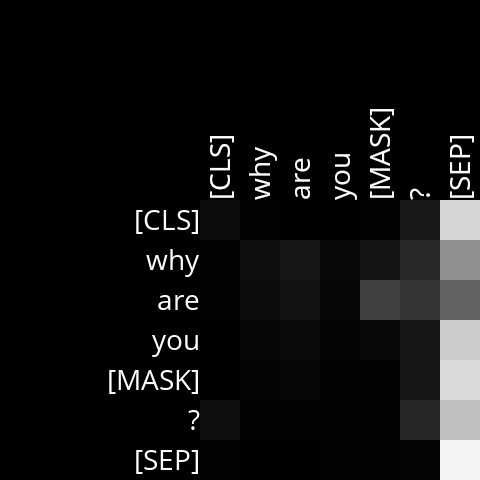 [CLS] why are you [MASK] ? [SEP]
[CLS]
why
are
you
[MASK]
?
[SEP]